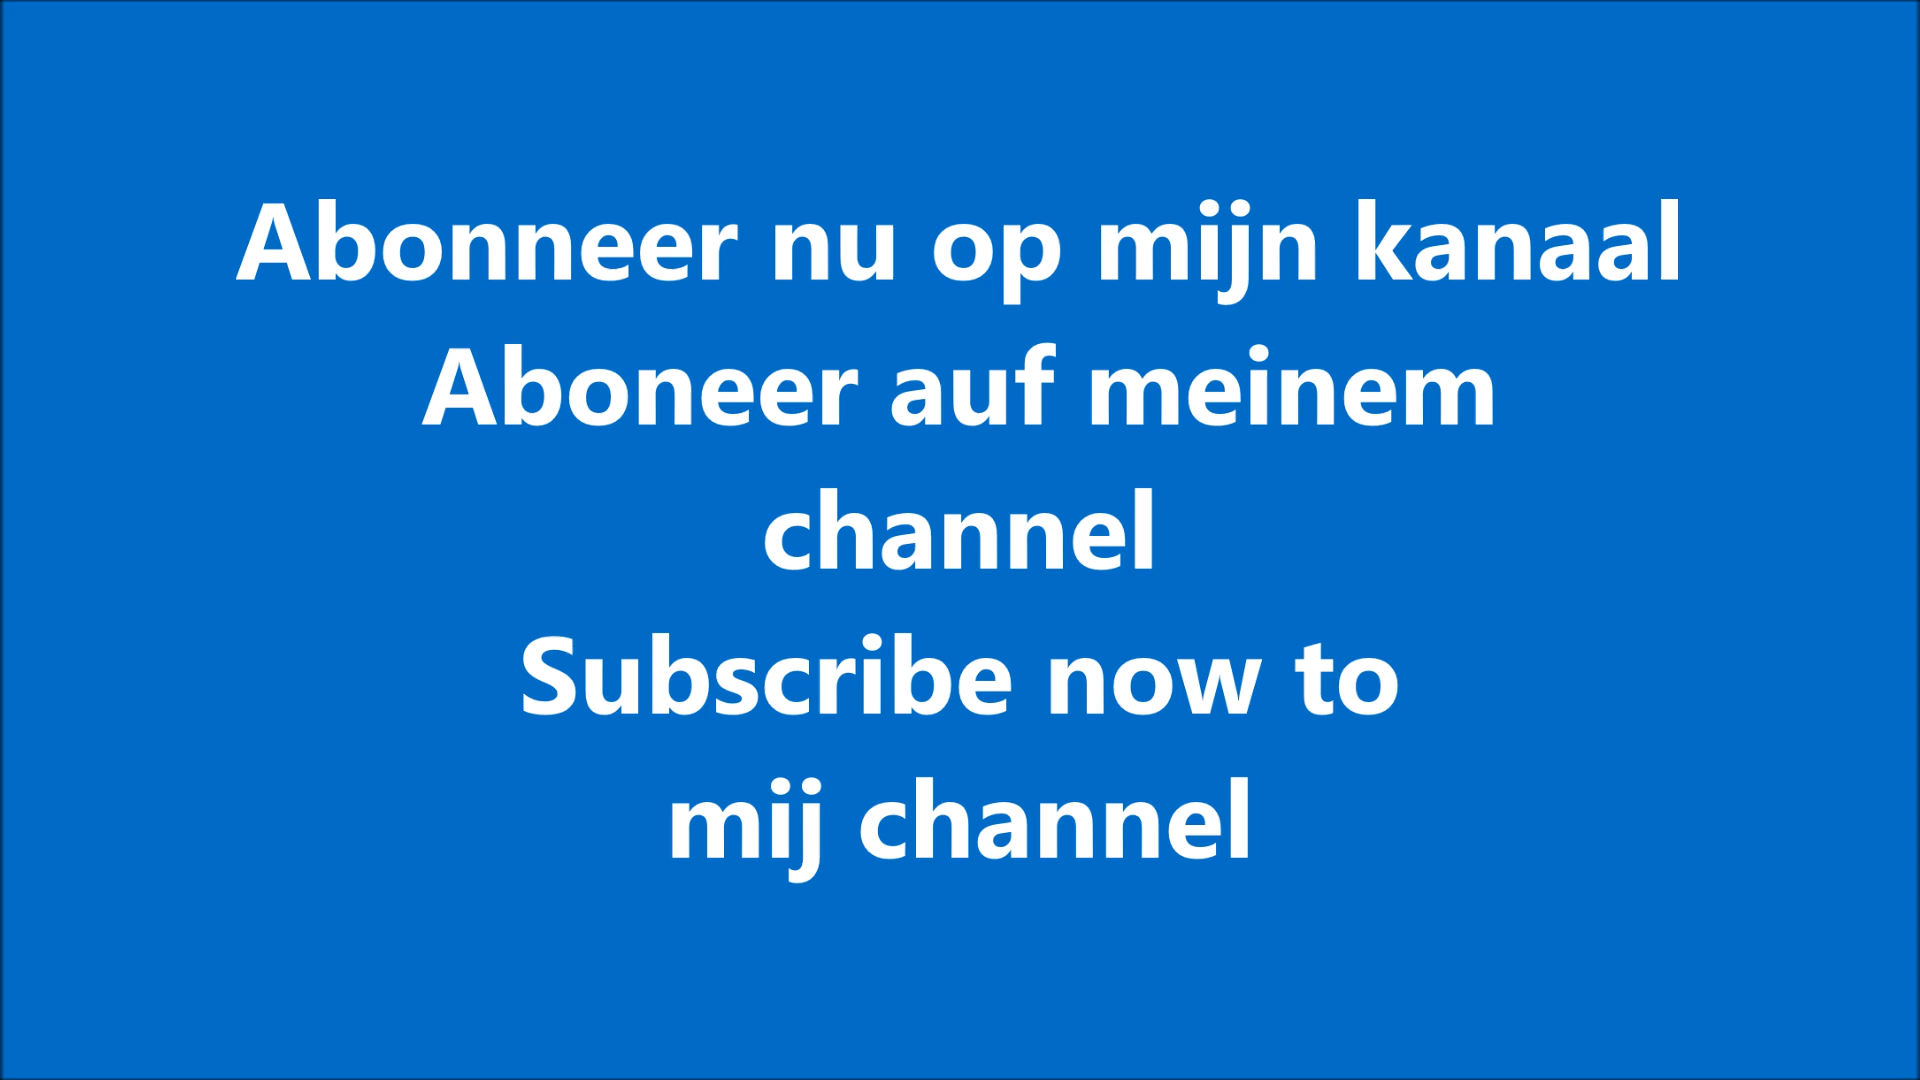 Abonneer nu op mijn kanaal
Aboneer auf meinem
channel
Subscribe now to
mij channel